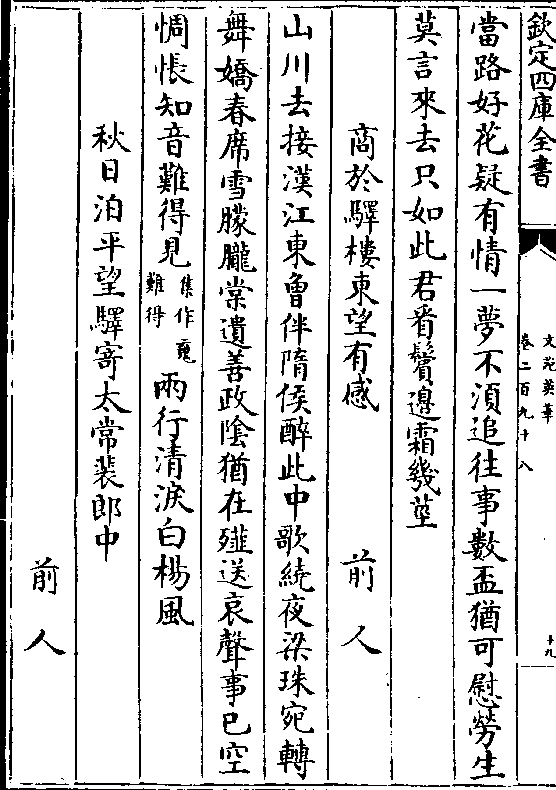 欽定四庫全書
文苑英華
卷二百九十八
十九
當路好花疑有情一夢不湏追往事數盃猶可慰勞生
莫言來去只如此君看鬢邊霜幾莖
商於驛樓東望有感
前人
山川去接漢江東曾伴隋侯醉此中歌繞夜梁珠宛轉
舞嬌春席雪朦朧棠遺善政陰猶在薤送哀聲事已空
惆悵知音難得見集作竟難得兩行清淚白楊風
秋日泊平望驛寄太常裴郎中
前人